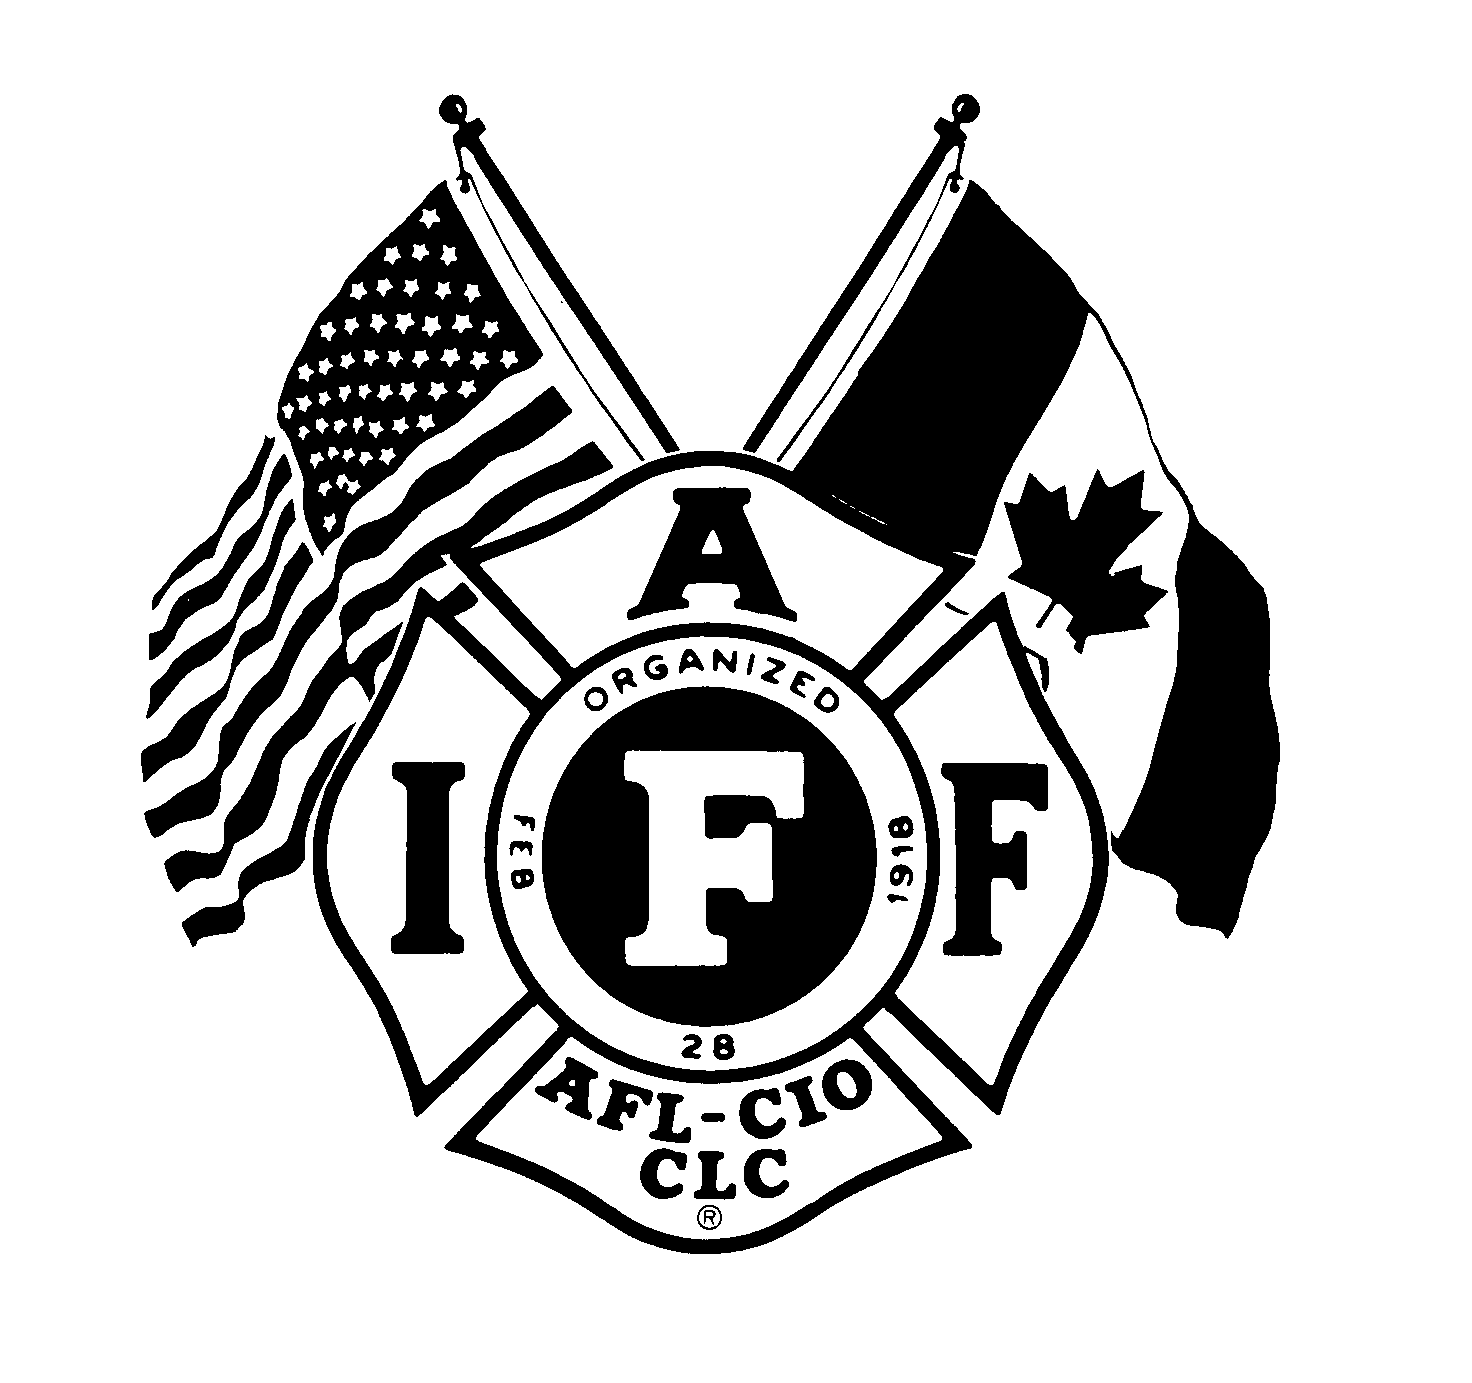 A
ORGANIZED
I F F
FEB 1918
28
AFL-CIO
CLC
®